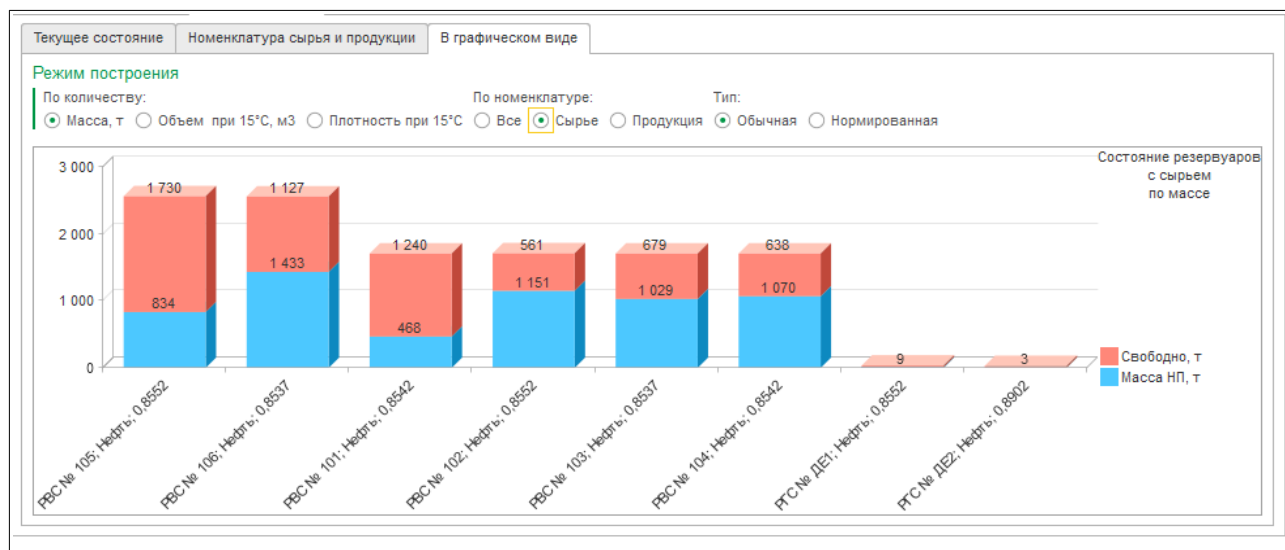 Текущее состояние Номенклатура сырья и продукции В графическом виде
Режим построения
По количеству: По номенклатуре: Тип:
Масса, т Объем при 15°С, м3 Плотность при 15°С Все Сырье Продукция Обычная Нормированная
Состояние резервуаров
с сырьем
по массе
3 000
2 000
1 000
0
1 730 1 127 1 240 561 679 638 9 3
834 1 433 468 1 151 1 029 1 070
Свободно, т
Масса НП, т
РВС № 105; Нефть; 0,8552
РВС № 106; Нефть; 0,8537
РВС № 101; Нефть; 0,8542
РВС № 102; Нефть; 0,8552
РВС № 103; Нефть; 0,8537
РВС № 104; Нефть; 0,8542
РГС № ДЕ1; Нефть; 0,8552
РГС № ДЕ2; Нефть; 0,8902